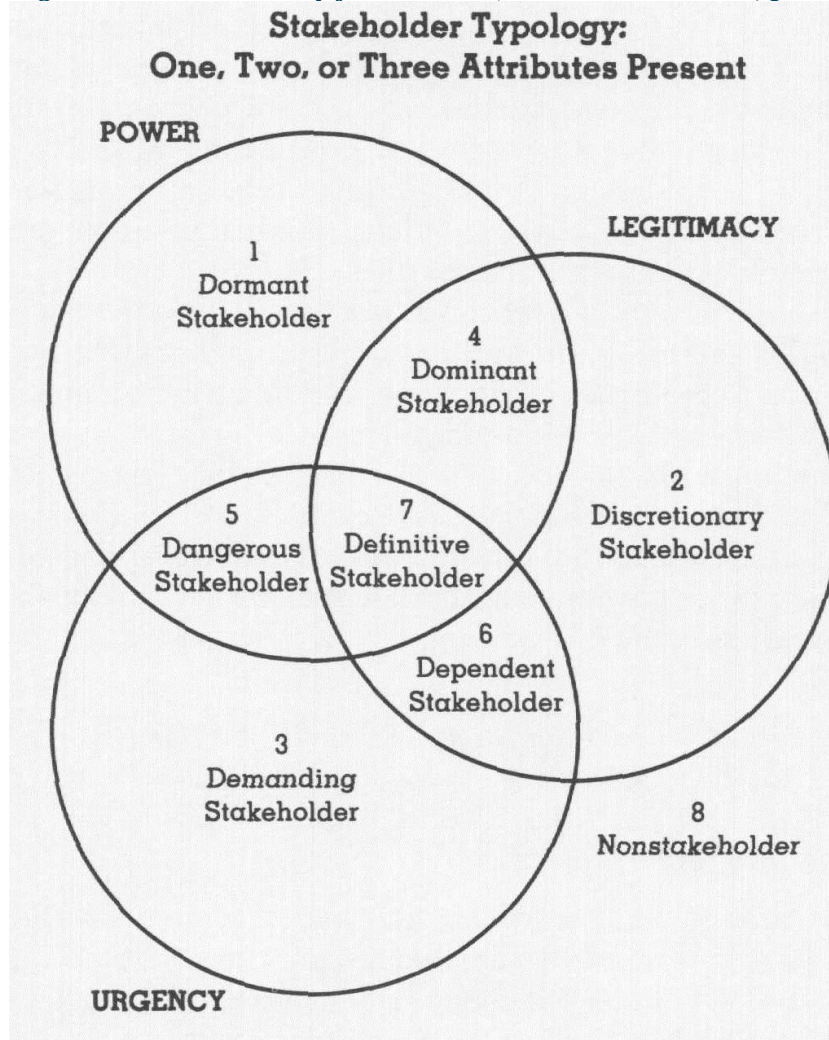 Stakeholder Typology:
One, Two, or Three Attributes Present
POWER
LEGITIMACY
1
Dormant
Stakeholder
4
Dominant
Stakeholder
2
Discretionary
Stakeholder
5
Dangerous
Stakeholder
7
Definitive
Stakeholder
6
Dependent
Stakeholder
3
Demanding
Stakeholder
8
Nonstakeholder
URGENCY